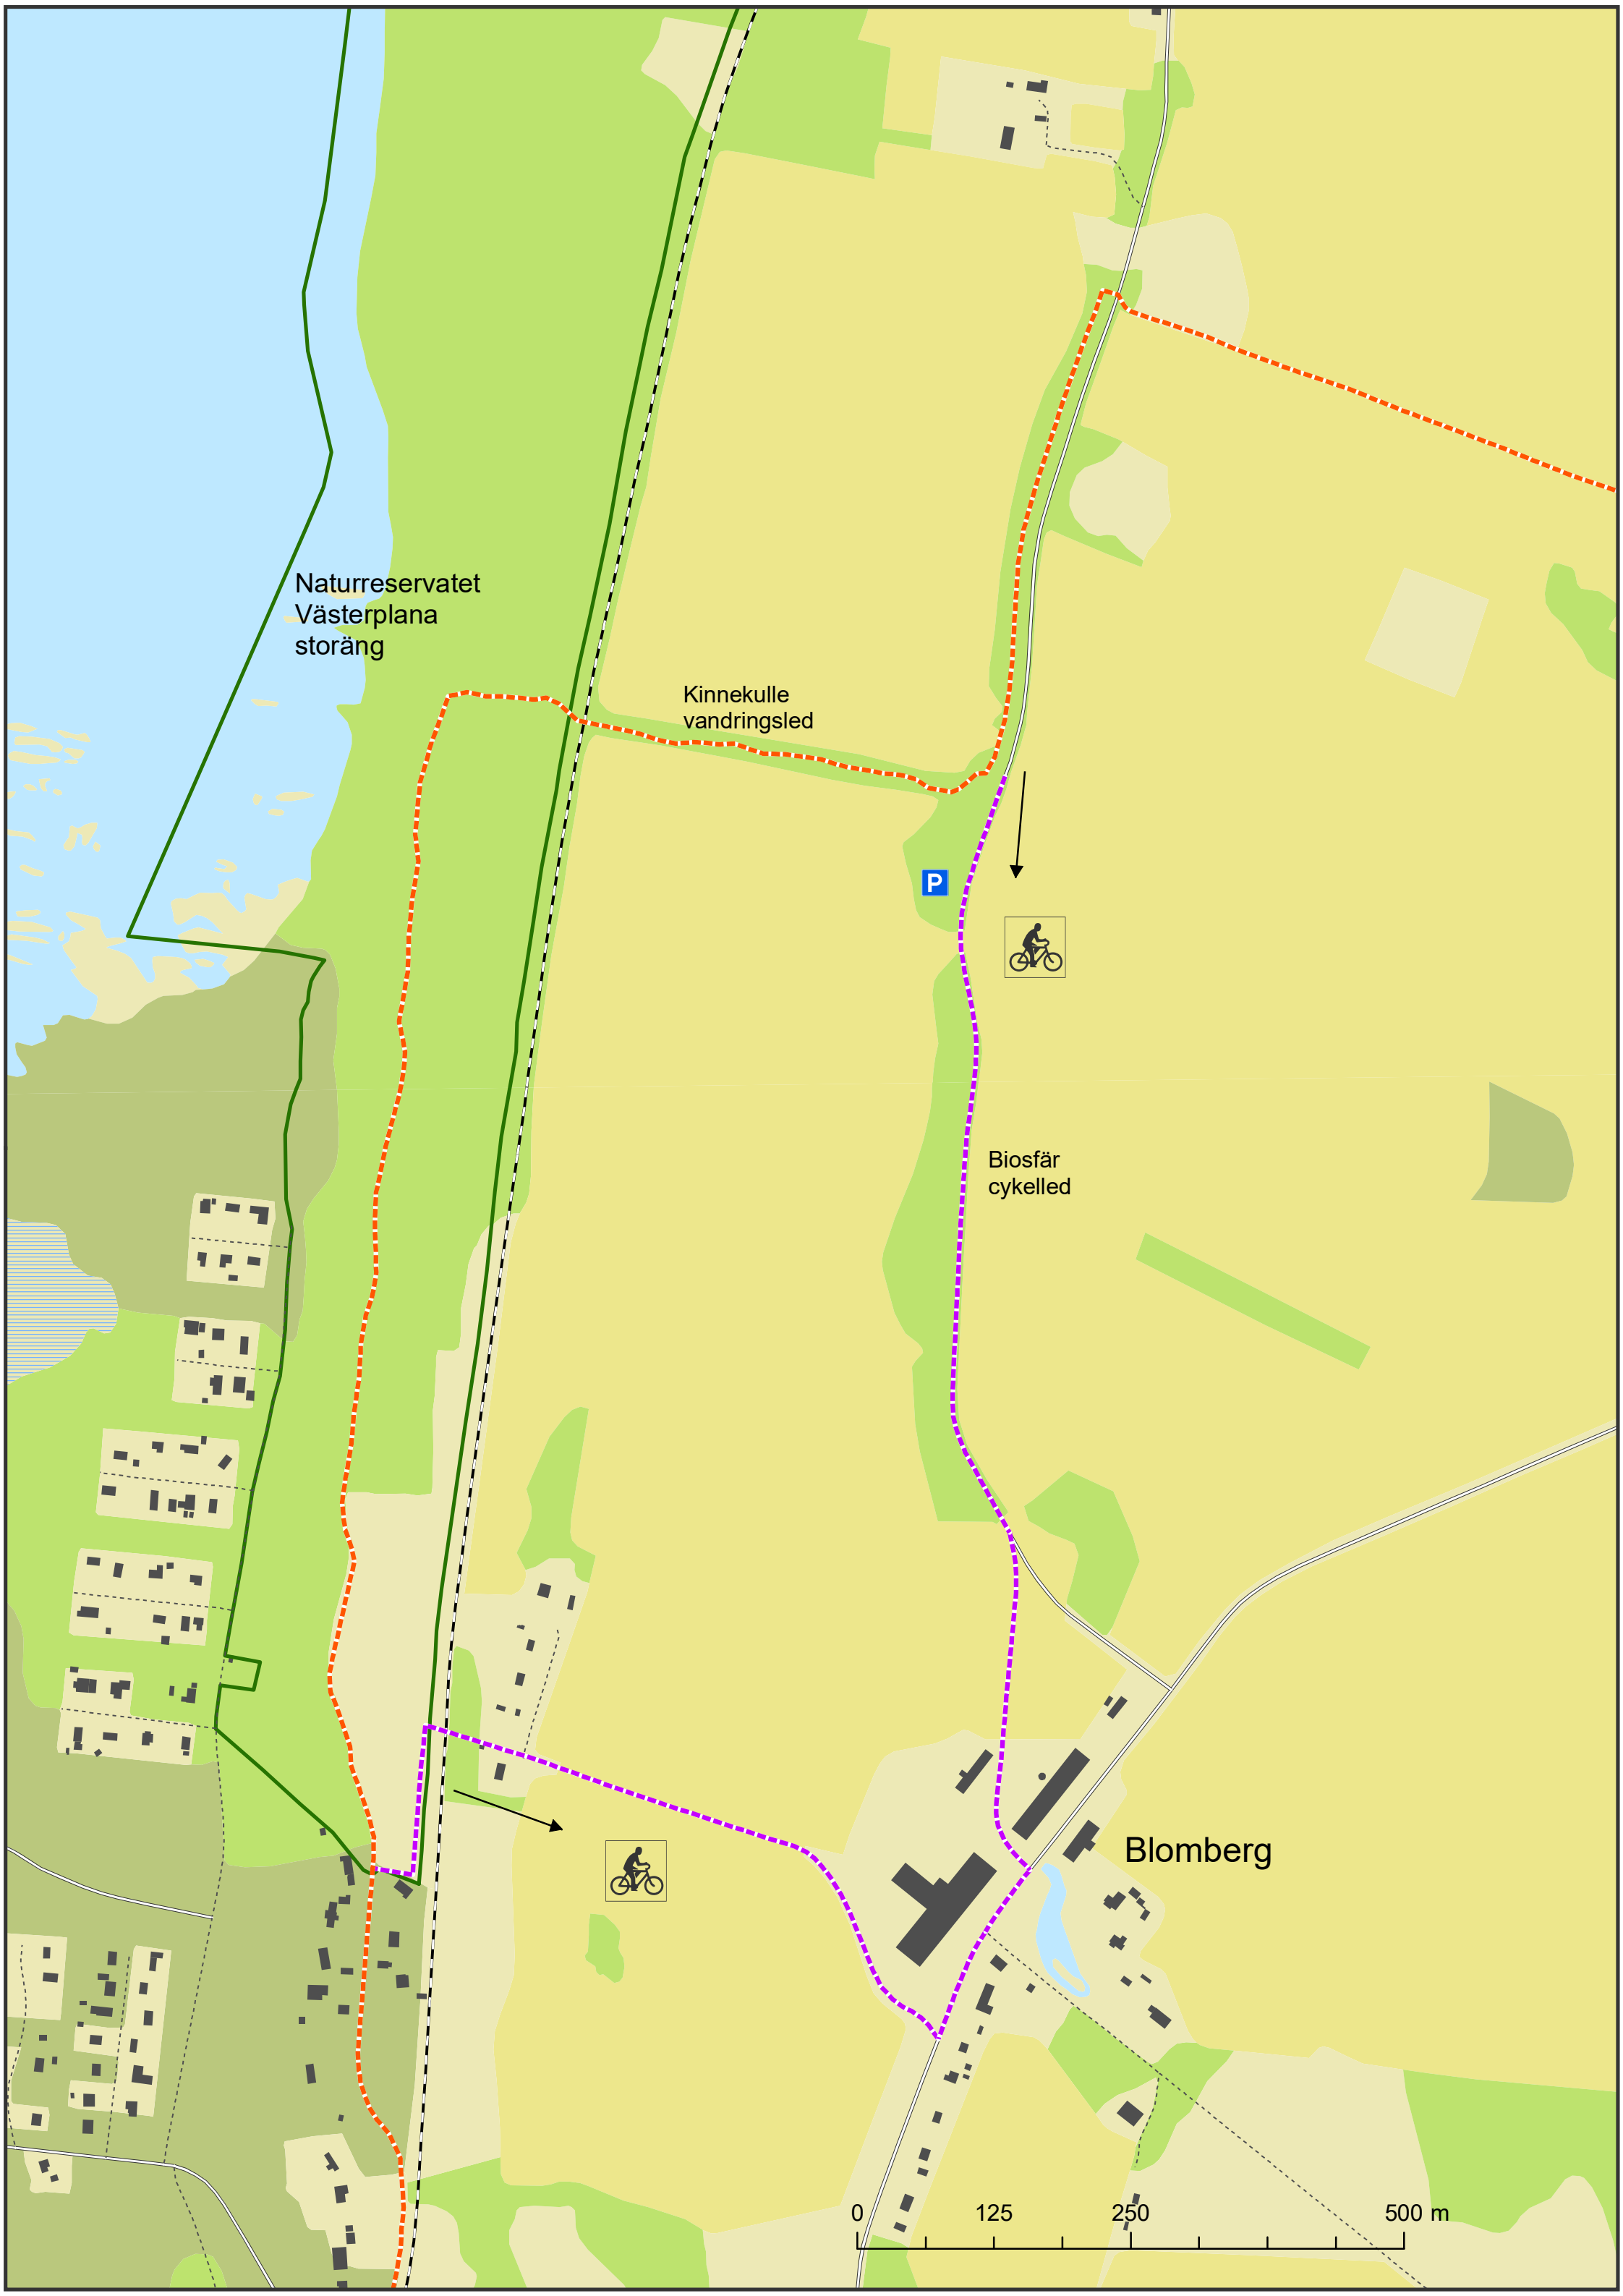 Naturreservatet
Västerplana
storäng
Kinnekulle
vandringsled
P
Biosfär
cykelled
Blomberg
0 125 250 500 m